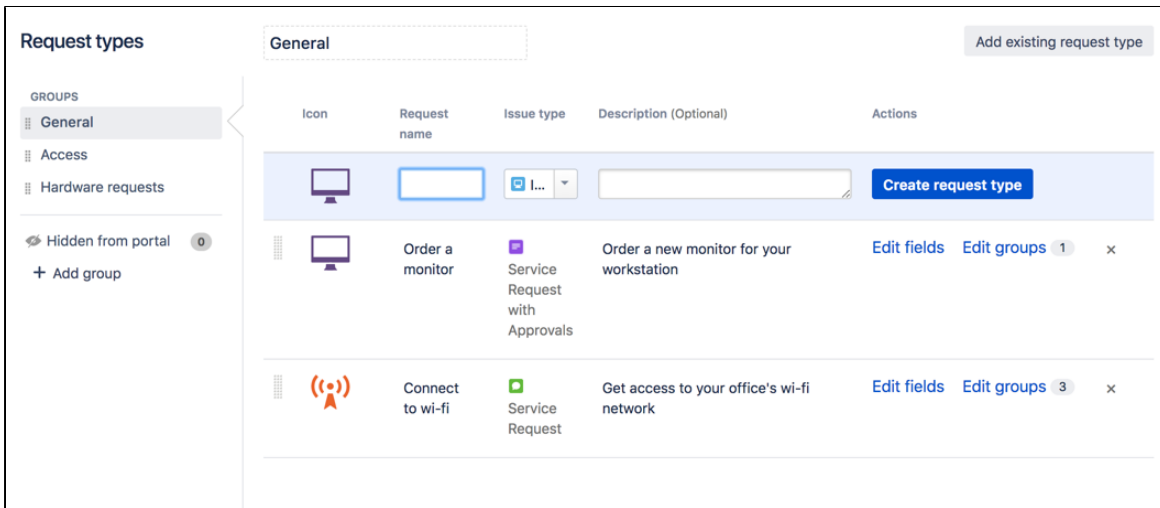 Request types
General
Add existing request type
GROUPS
General
Access
Hardware requests
Hidden from portal 0
+ Add group
Icon Request name Issue type Description (Optional) Actions
I...
Create request type
Order a monitor
Service Request with Approvals
Order a new monitor for your workstation
Edit fields Edit groups 1 ×
Connect to wi-fi
Service Request
Get access to your office's wi-fi network
Edit fields Edit groups 3 ×